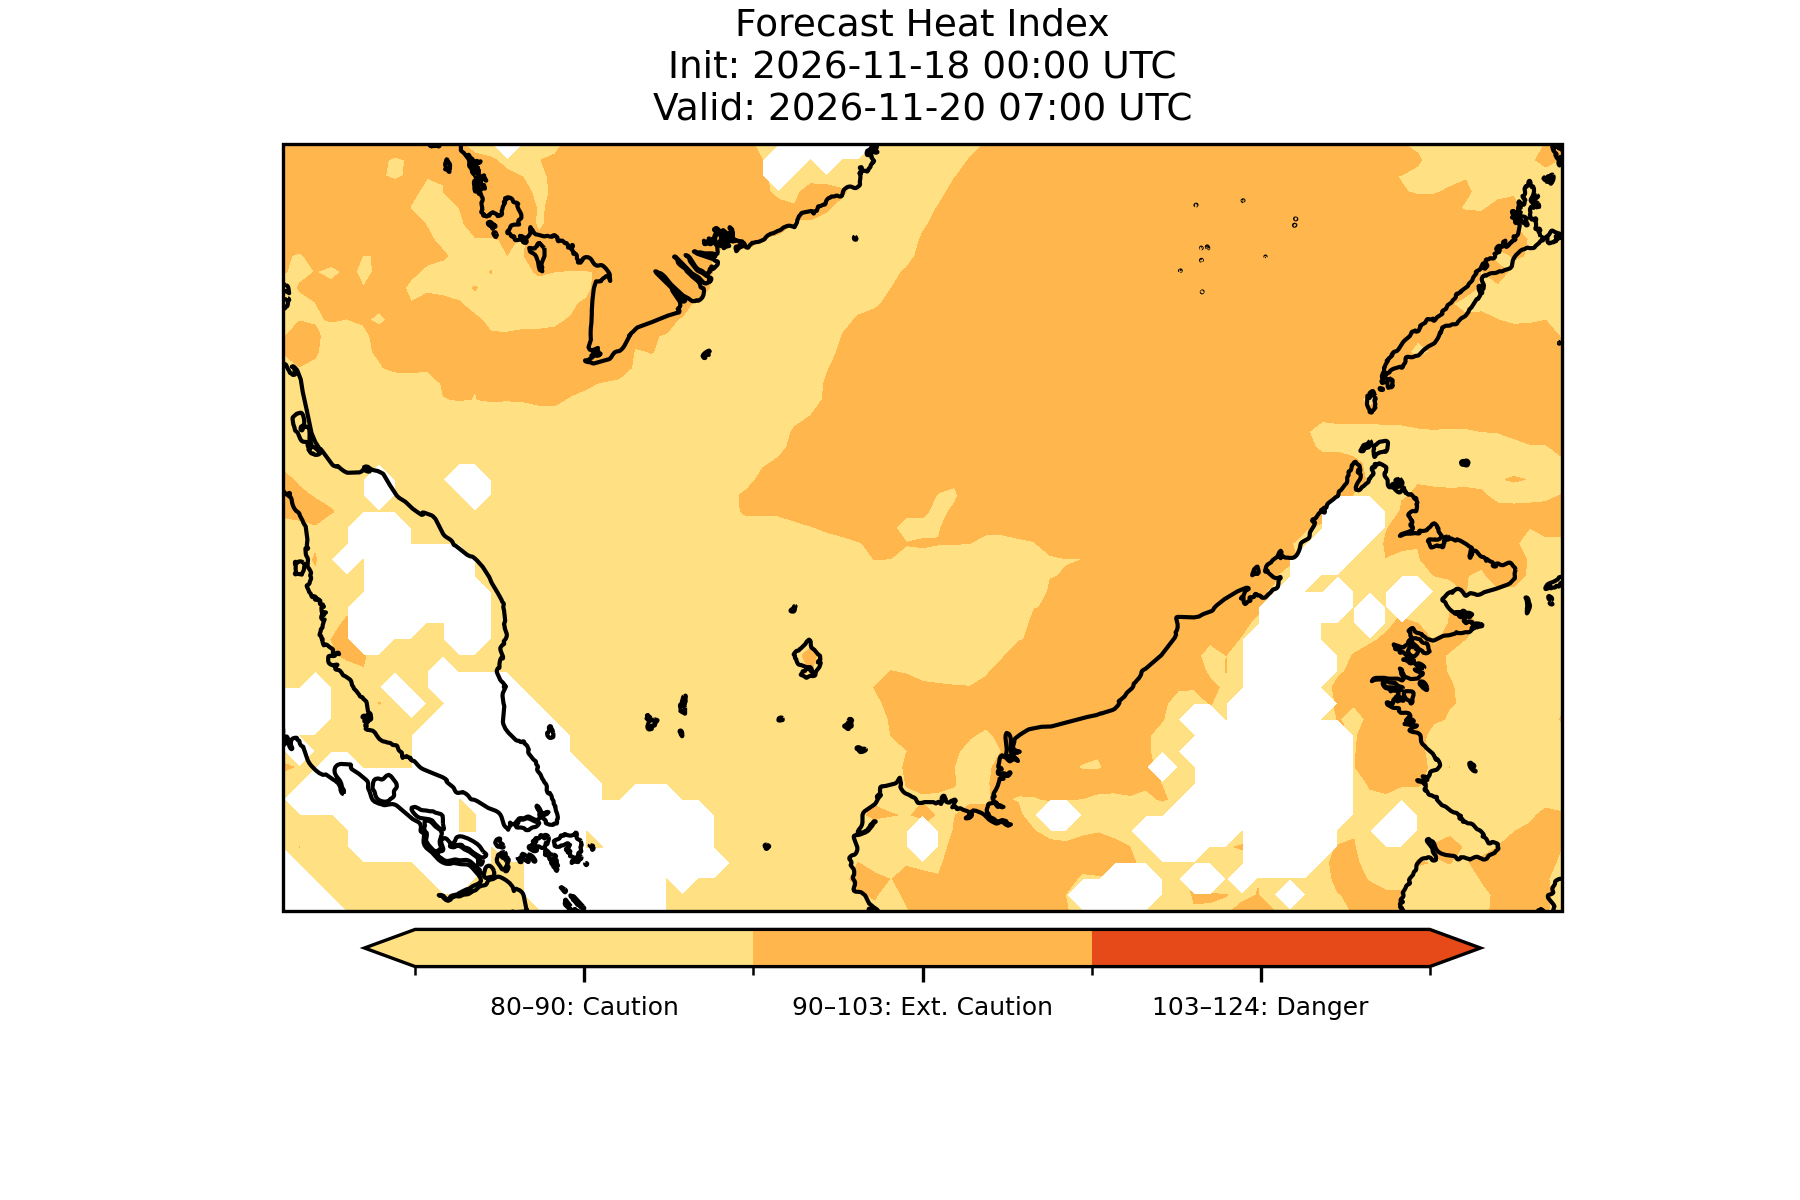 Forecast Heat Index
Init: 2026-11-18 00:00 UTC
Valid: 2026-11-20 07:00 UTC
80–90: Caution
90–103: Ext. Caution
103–124: Danger